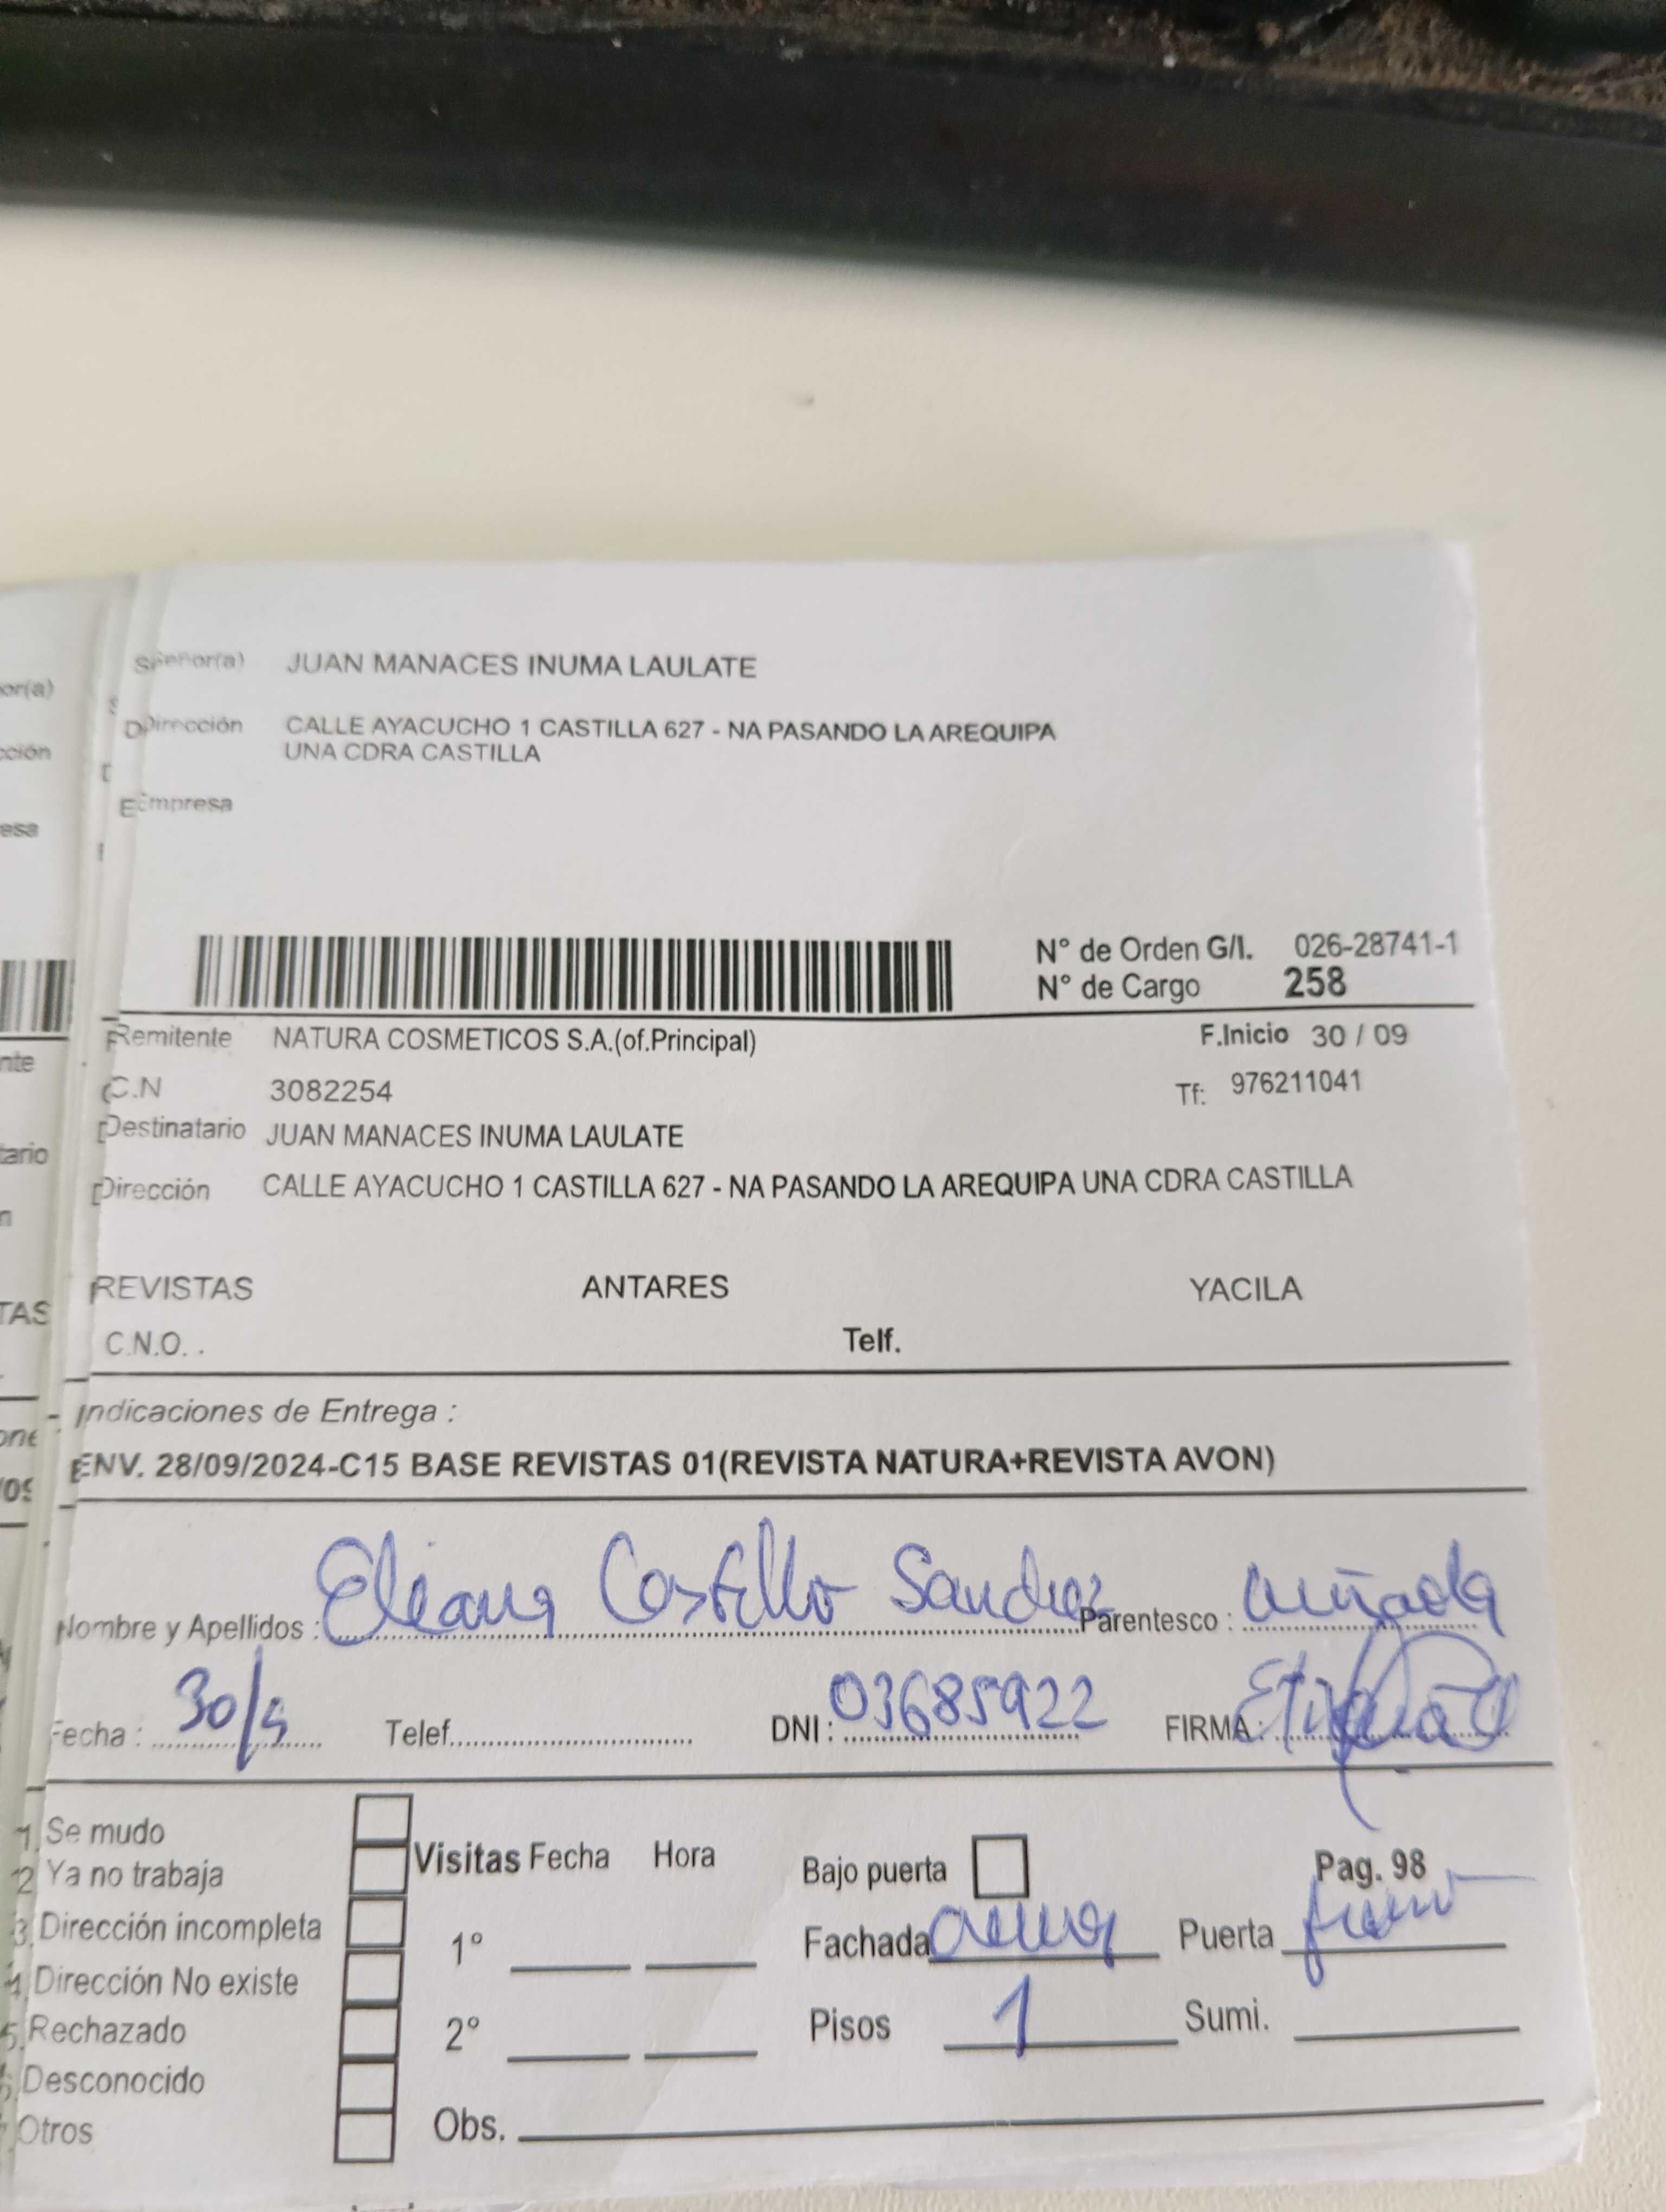 Señor(a) JUAN MANACES INUMA LAULATE
Dirección CALLE AYACUCHO 1 CASTILLA 627 - NA PASANDO LA AREQUIPA
UNA CDRA CASTILLA
Empresa
N° de Orden G/I. 026-28741-1
N° de Cargo 258
Remitente NATURA COSMETICOS S.A.(of.Principal) F.Inicio 30 / 09
C.N 3082254 Tf: 976211041
Destinatario JUAN MANACES INUMA LAULATE
Dirección CALLE AYACUCHO 1 CASTILLA 627 - NA PASANDO LA AREQUIPA UNA CDRA CASTILLA
REVISTAS ANTARES YACILA
C.N.O. . Telf.
Indicaciones de Entrega :
ENV. 28/09/2024-C15 BASE REVISTAS 01(REVISTA NATURA+REVISTA AVON)
Nombre y Apellidos : Eleana Castillo Sandrez Parentesco : cuñada
Fecha : 30/9 Telef. DNI : 03685922 FIRMA :
1. Se mudo
2 Ya no trabaja Visitas Fecha Hora Bajo puerta Pag. 98
3. Dirección incompleta 1° Fachada crema Puerta
4. Dirección No existe
5. Rechazado 2° Pisos 1 Sumi.
6. Desconocido
Otros Obs.